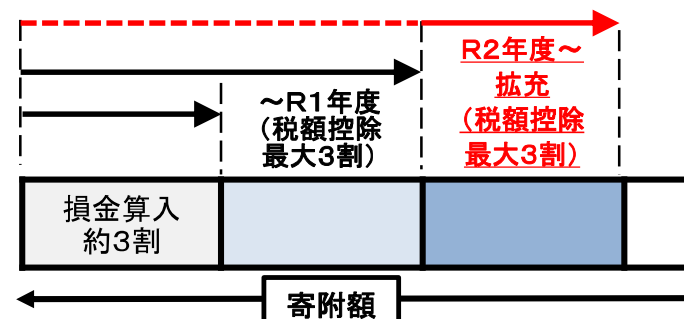 ～R1年度
(税額控除
最大3割)
R2年度～
拡充
(税額控除
最大3割)
損金算入
約3割
寄附額